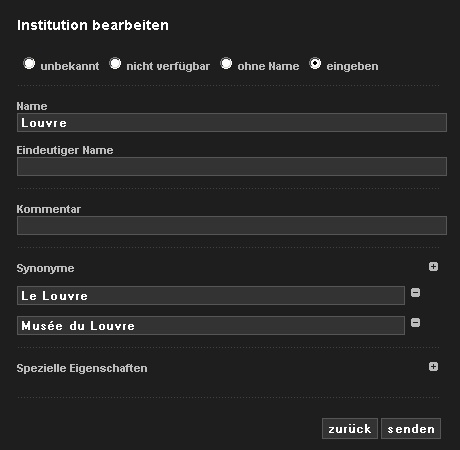 Institution bearbeiten
unbekannt nicht verfügbar ohne Name eingeben
Name
Louvre
Eindeutiger Name
Kommentar
Synonyme
Le Louvre
Musée du Louvre
Spezielle Eigenschaften
zurück senden